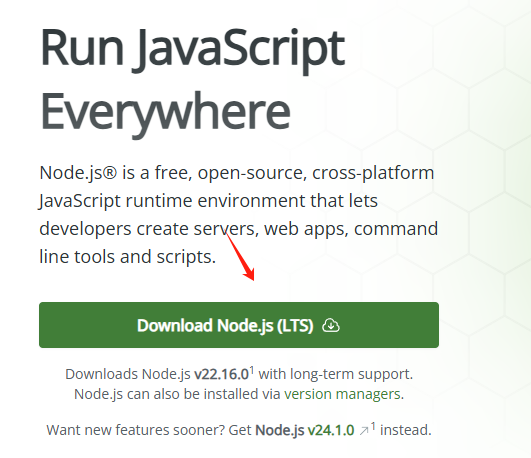 Run JavaScript
Everywhere
Node.js® is a free, open-source, cross-platform
JavaScript runtime environment that lets
developers create servers, web apps, command
line tools and scripts.
Download Node.js (LTS)
Downloads Node.js v22.16.0¹ with long-term support.
Node.js can also be installed via version managers.
Want new features sooner? Get Node.js v24.1.0 ↗¹ instead.